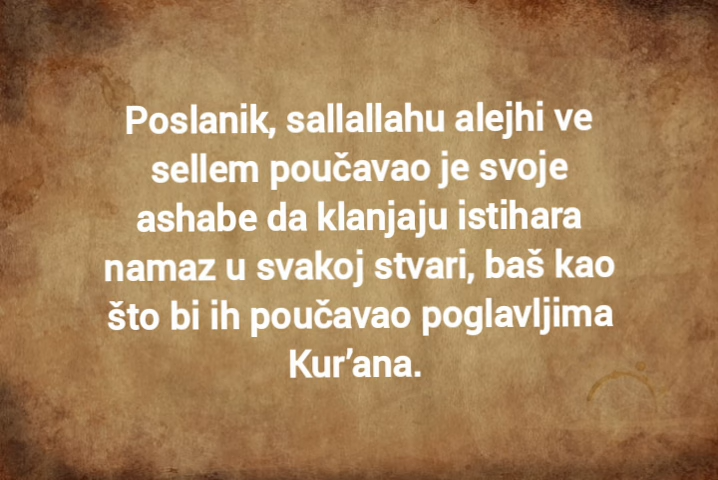 Poslanik, sallallahu alejhi ve
sellem poučavao je svoje
ashabe da klanjaju istihara
namaz u svakoj stvari, baš kao
što bi ih poučavao poglavljima
Kur’ana.